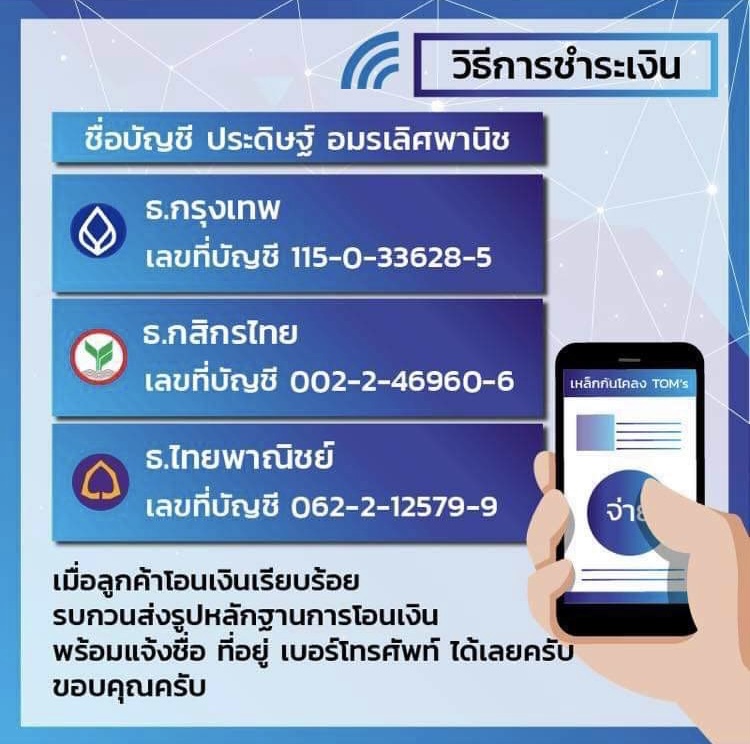 วิธีการชำระเงิน
ชื่อบัญชี ประดิษฐ์ อมรเลิศพานิช
ธ.กรุงเทพ
เลขที่บัญชี 115-0-33628-5
ธ.กสิกรไทย
เลขที่บัญชี 002-2-46960-6
ธ.ไทยพาณิชย์
เลขที่บัญชี 062-2-12579-9
เหล็กกันโคลง TOM's
เมื่อลูกค้าโอนเงินเรียบร้อย
รบกวนส่งรูปหลักฐานการโอนเงิน
พร้อมแจ้งชื่อ ที่อยู่ เบอร์โทรศัพท์ ได้เลยครับ
ขอบคุณครับ